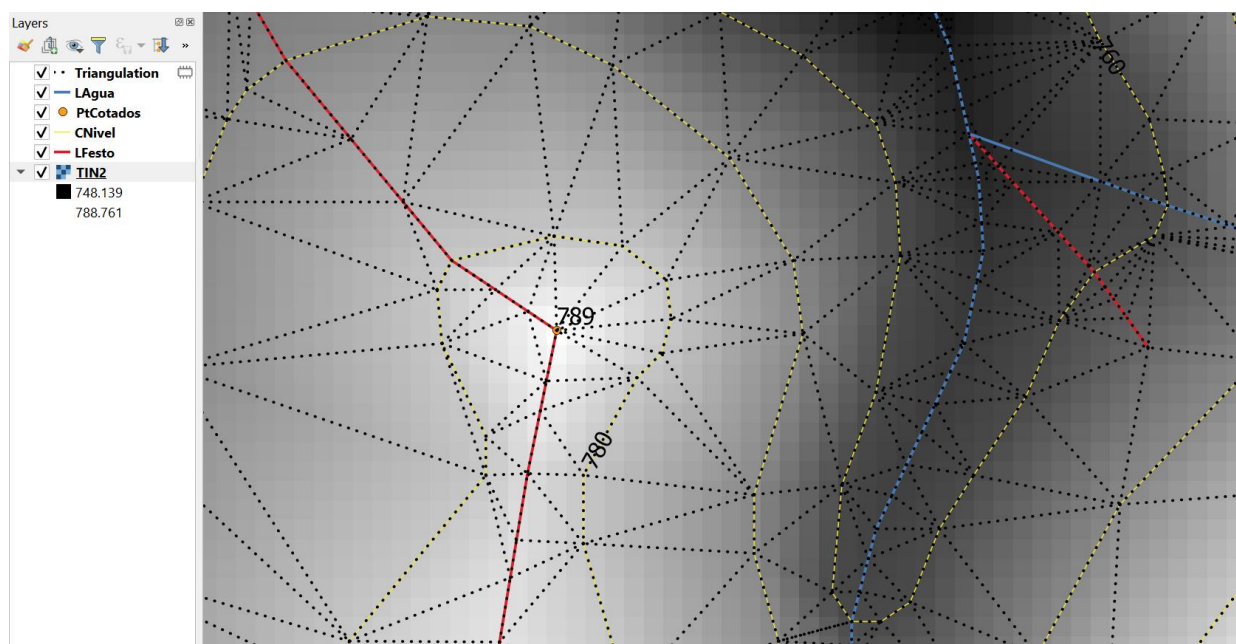 Layers
»
Triangulation
LAgua
PtCotados
CNivel
LFesto
TIN2
748.139
788.761
760
789
780